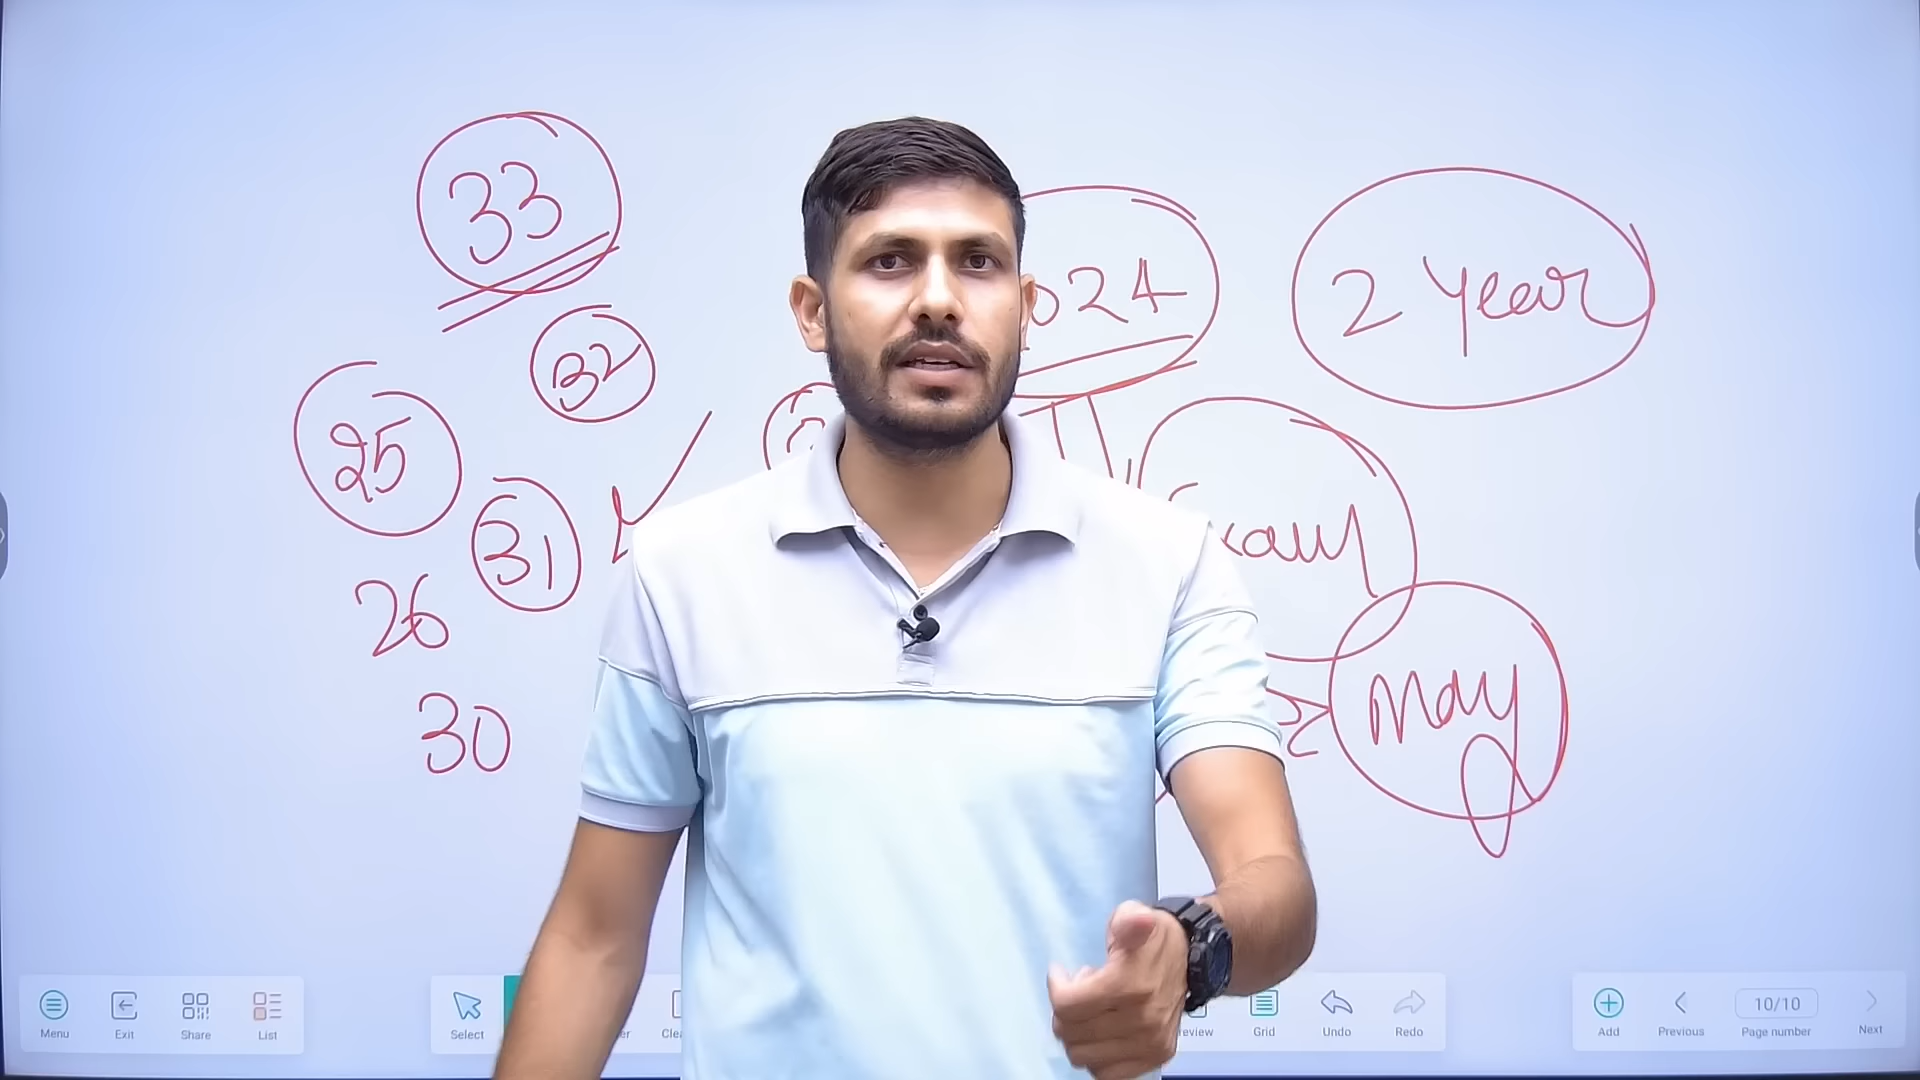 33
32
024
2 Year
25
31
26
30
May
Menu
Exit
Share
List
Select
Grid
Undo
Redo
Add
Previous
10/10
Page number
Next